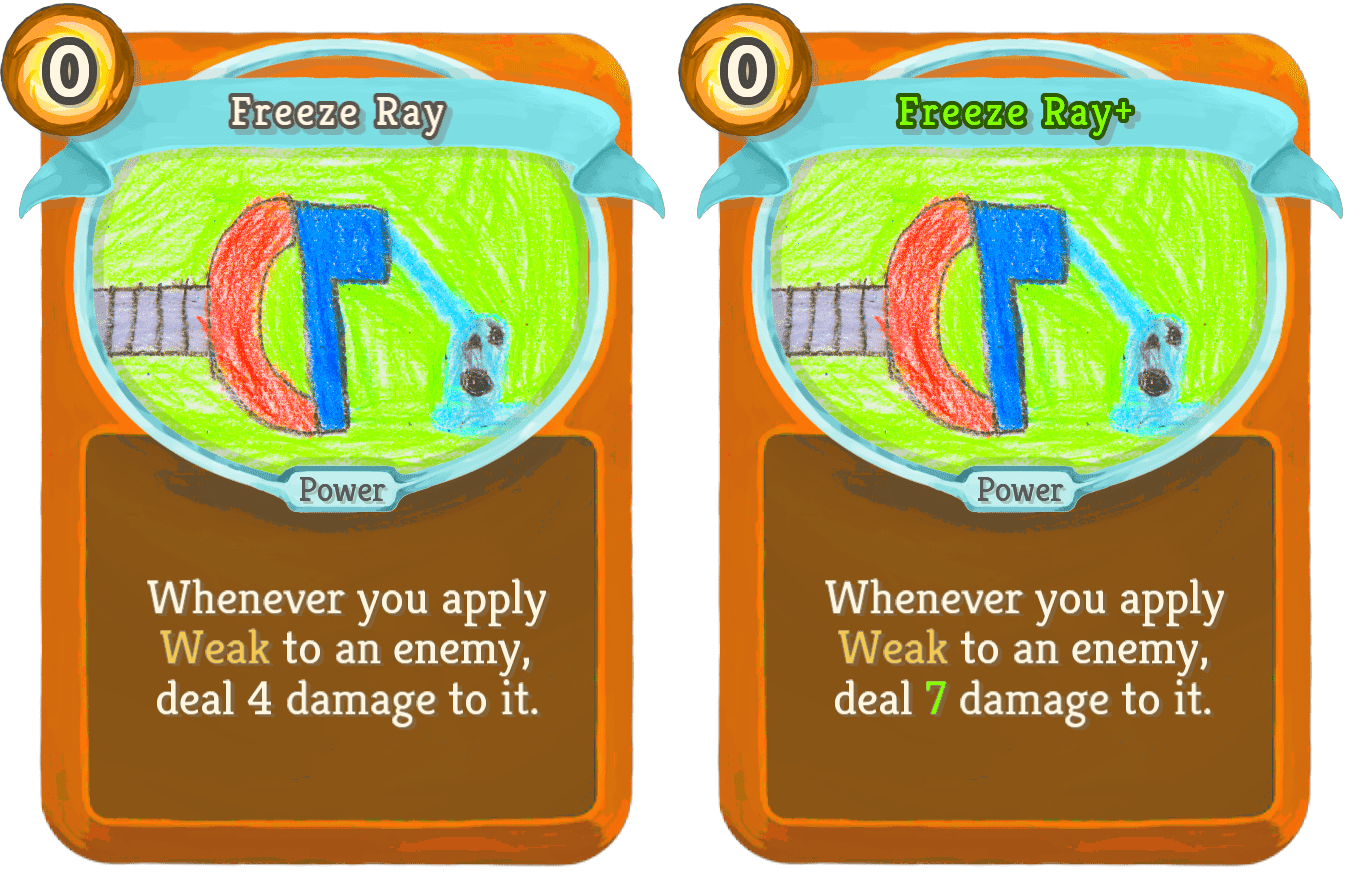 0
Freeze Ray
Power
Whenever you apply
Weak to an enemy,
deal 4 damage to it.
0
Freeze Ray+
Power
Whenever you apply
Weak to an enemy,
deal 7 damage to it.